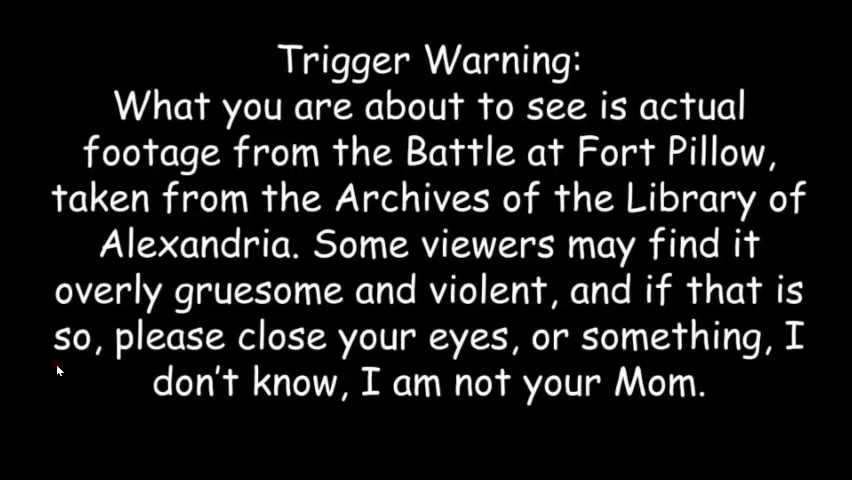 Trigger Warning:
What you are about to see is actual
footage from the Battle at Fort Pillow,
taken from the Archives of the Library of
Alexandria. Some viewers may find it
overly gruesome and violent, and if that is
so, please close your eyes, or something, I
don't know, I am not your Mom.